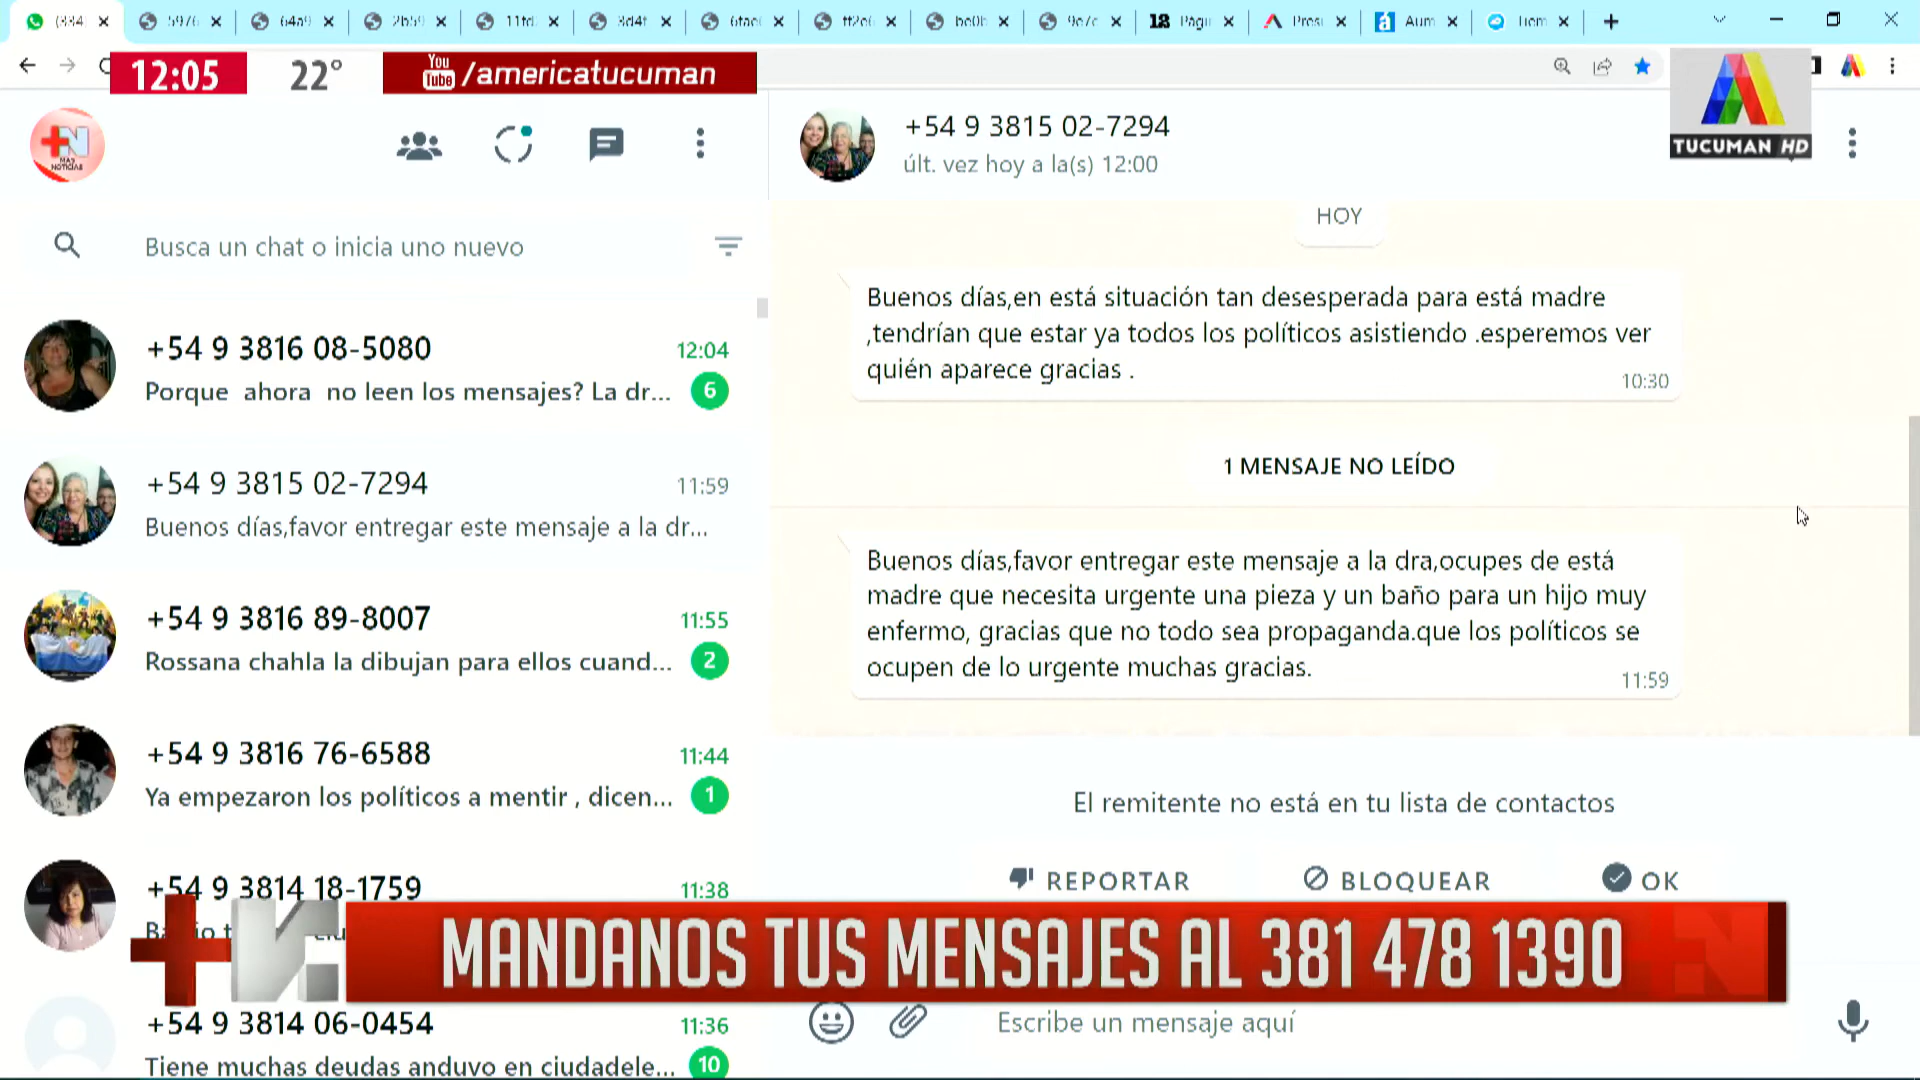 12:05
22°
You Tube /americatucuman
TUCUMAN HD
+N
MAS NOTICIAS
+54 9 3815 02-7294
últ. vez hoy a la(s) 12:00
Busca un chat o inicia uno nuevo
+54 9 3816 08-5080
12:04
Porque ahora no leen los mensajes? La dr...
6
+54 9 3815 02-7294
11:59
Buenos días,favor entregar este mensaje a la dr...
+54 9 3816 89-8007
11:55
Rossana chahla la dibujan para ellos cuand...
2
+54 9 3816 76-6588
11:44
Ya empezaron los políticos a mentir , dicen...
1
+54 9 3814 18-1759
11:38
+54 9 3814 06-0454
11:36
Tiene muchas deudas anduvo en ciudadele...
10
HOY
Buenos días,en está situación tan desesperada para está madre
,tendrían que estar ya todos los políticos asistiendo .esperemos ver
quién aparece gracias .
10:30
1 MENSAJE NO LEÍDO
Buenos días,favor entregar este mensaje a la dra,ocupes de está
madre que necesita urgente una pieza y un baño para un hijo muy
enfermo, gracias que no todo sea propaganda.que los políticos se
ocupen de lo urgente muchas gracias.
11:59
El remitente no está en tu lista de contactos
REPORTAR
BLOQUEAR
OK
MANDANOS TUS MENSAJES AL 381 478 1390
Escribe un mensaje aquí